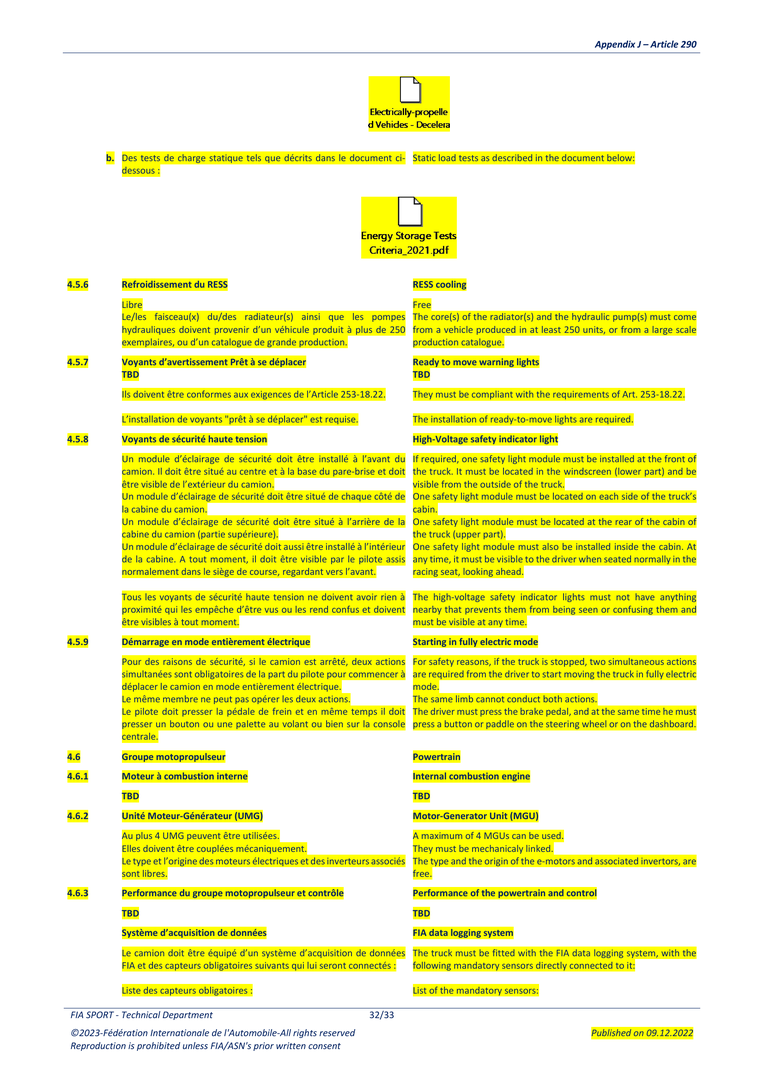 Appendix J – Article 290
Electrically-propelle
d Vehicles - Decelera
b. Des tests de charge statique tels que décrits dans le document ci-
dessous :
Static load tests as described in the document below:
Energy Storage Tests
Criteria_2021.pdf
4.5.6 Refroidissement du RESS
RESS cooling
Libre
Le/les faisceau(x) du/des radiateur(s) ainsi que les pompes
hydrauliques doivent provenir d'un véhicule produit à plus de 250
exemplaires, ou d'un catalogue de grande production.
Free
The core(s) of the radiator(s) and the hydraulic pump(s) must come
from a vehicle produced in at least 250 units, or from a large scale
production catalogue.
4.5.7 Voyants d'avertissement Prêt à se déplacer
TBD
Ready to move warning lights
TBD
Ils doivent être conformes aux exigences de l'Article 253-18.22.
They must be compliant with the requirements of Art. 253-18.22.
L'installation de voyants "prêt à se déplacer" est requise.
The installation of ready-to-move lights are required.
4.5.8 Voyants de sécurité haute tension
High-Voltage safety indicator light
Un module d'éclairage de sécurité doit être installé à l'avant du
camion. Il doit être situé au centre et à la base du pare-brise et doit
être visible de l'extérieur du camion.
Un module d'éclairage de sécurité doit être situé de chaque côté de
la cabine du camion.
Un module d'éclairage de sécurité doit être situé à l'arrière de la
cabine du camion (partie supérieure).
Un module d'éclairage de sécurité doit aussi être installé à l'intérieur
de la cabine. A tout moment, il doit être visible par le pilote assis
normalement dans le siège de course, regardant vers l'avant.
If required, one safety light module must be installed at the front of
the truck. It must be located in the windscreen (lower part) and be
visible from the outside of the truck.
One safety light module must be located on each side of the truck's
cabin.
One safety light module must be located at the rear of the cabin of
the truck (upper part).
One safety light module must also be installed inside the cabin. At
any time, it must be visible to the driver when seated normally in the
racing seat, looking ahead.
Tous les voyants de sécurité haute tension ne doivent avoir rien à
proximité qui les empêche d'être vus ou les rend confus et doivent
être visibles à tout moment.
The high-voltage safety indicator lights must not have anything
nearby that prevents them from being seen or confusing them and
must be visible at any time.
4.5.9 Démarrage en mode entièrement électrique
Starting in fully electric mode
Pour des raisons de sécurité, si le camion est arrêté, deux actions
simultanées sont obligatoires de la part du pilote pour commencer à
déplacer le camion en mode entièrement électrique.
Le même membre ne peut pas opérer les deux actions.
Le pilote doit presser la pédale de frein et en même temps il doit
presser un bouton ou une palette au volant ou bien sur la console
centrale.
For safety reasons, if the truck is stopped, two simultaneous actions
are required from the driver to start moving the truck in fully electric
mode.
The same limb cannot conduct both actions.
The driver must press the brake pedal, and at the same time he must
press a button or paddle on the steering wheel or on the dashboard.
4.6 Groupe motopropulseur
Powertrain
4.6.1 Moteur à combustion interne
Internal combustion engine
TBD
TBD
4.6.2 Unité Moteur-Générateur (UMG)
Motor-Generator Unit (MGU)
Au plus 4 UMG peuvent être utilisées.
Elles doivent être couplées mécaniquement.
Le type et l'origine des moteurs électriques et des inverteurs associés
sont libres.
A maximum of 4 MGUs can be used.
They must be mechanicaly linked.
The type and the origin of the e-motors and associated invertors, are
free.
4.6.3 Performance du groupe motopropulseur et contrôle
Performance of the powertrain and control
TBD
TBD
Système d'acquisition de données
FIA data logging system
Le camion doit être équipé d'un système d'acquisition de données
FIA et des capteurs obligatoires suivants qui lui seront connectés :
The truck must be fitted with the FIA data logging system, with the
following mandatory sensors directly connected to it:
Liste des capteurs obligatoires :
List of the mandatory sensors:
FIA SPORT - Technical Department
32/33
©2023-Fédération Internationale de l'Automobile-All rights reserved
Reproduction is prohibited unless FIA/ASN's prior written consent
Published on 09.12.2022